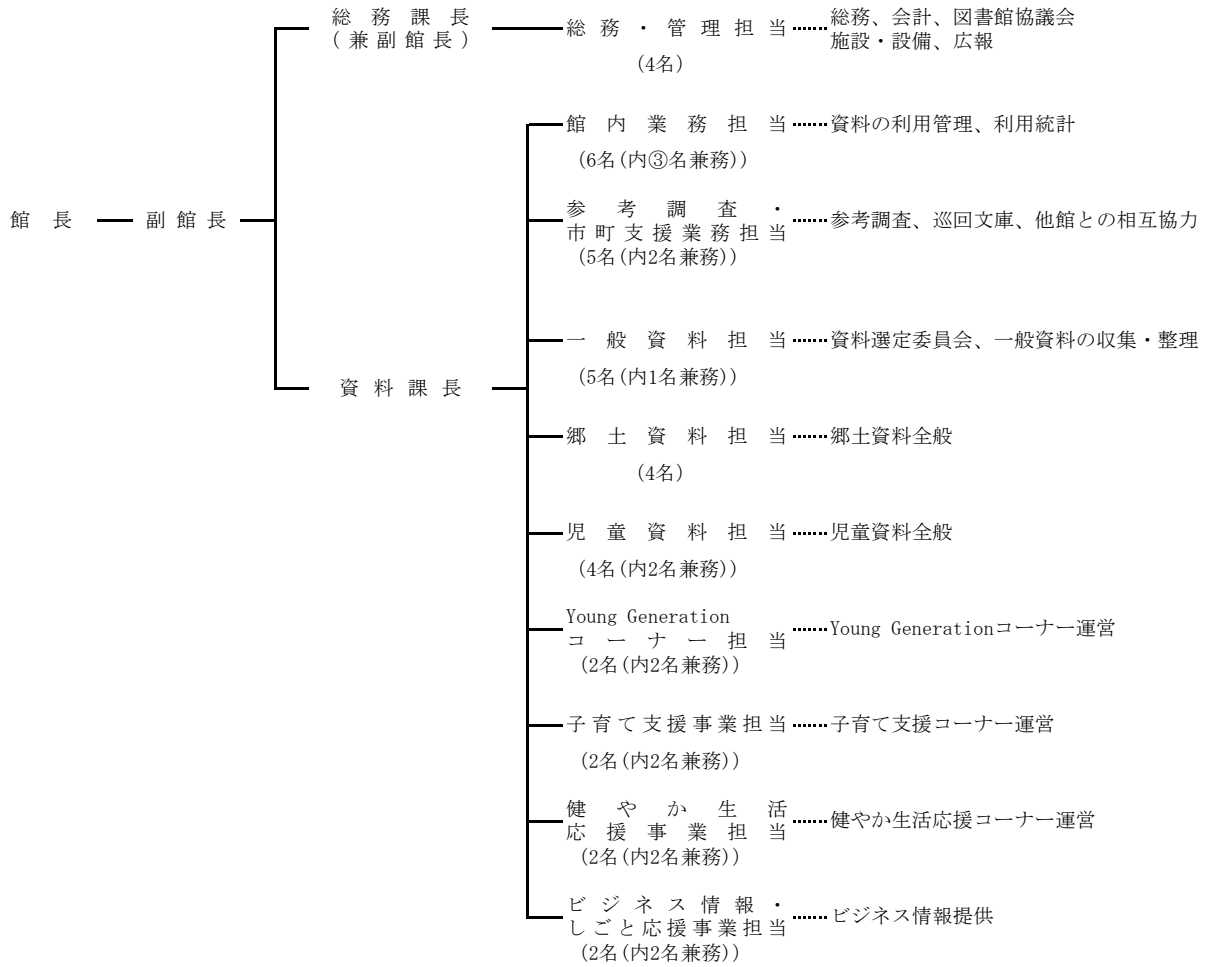 館長
副館長
総務課長
(兼副館長)
総務・管理担当
(4名)
総務、会計、図書館協議会
施設・設備、広報
資料課長
館内業務担当
(6名(内③名兼務))
資料の利用管理、利用統計
参考調査・
市町支援業務担当
(5名(内2名兼務))
参考調査、巡回文庫、他館との相互協力
一般資料担当
(5名(内1名兼務))
資料選定委員会、一般資料の収集・整理
郷土資料担当
(4名)
郷土資料全般
児童資料担当
(4名(内2名兼務))
児童資料全般
Young Generation
コーナー担当
(2名(内2名兼務))
Young Generationコーナー運営
子育て支援事業担当
(2名(内2名兼務))
子育て支援コーナー運営
健やか生活
応援事業担当
(2名(内2名兼務))
健やか生活応援コーナー運営
ビジネス情報・
しごと応援事業担当
(2名(内2名兼務))
ビジネス情報提供